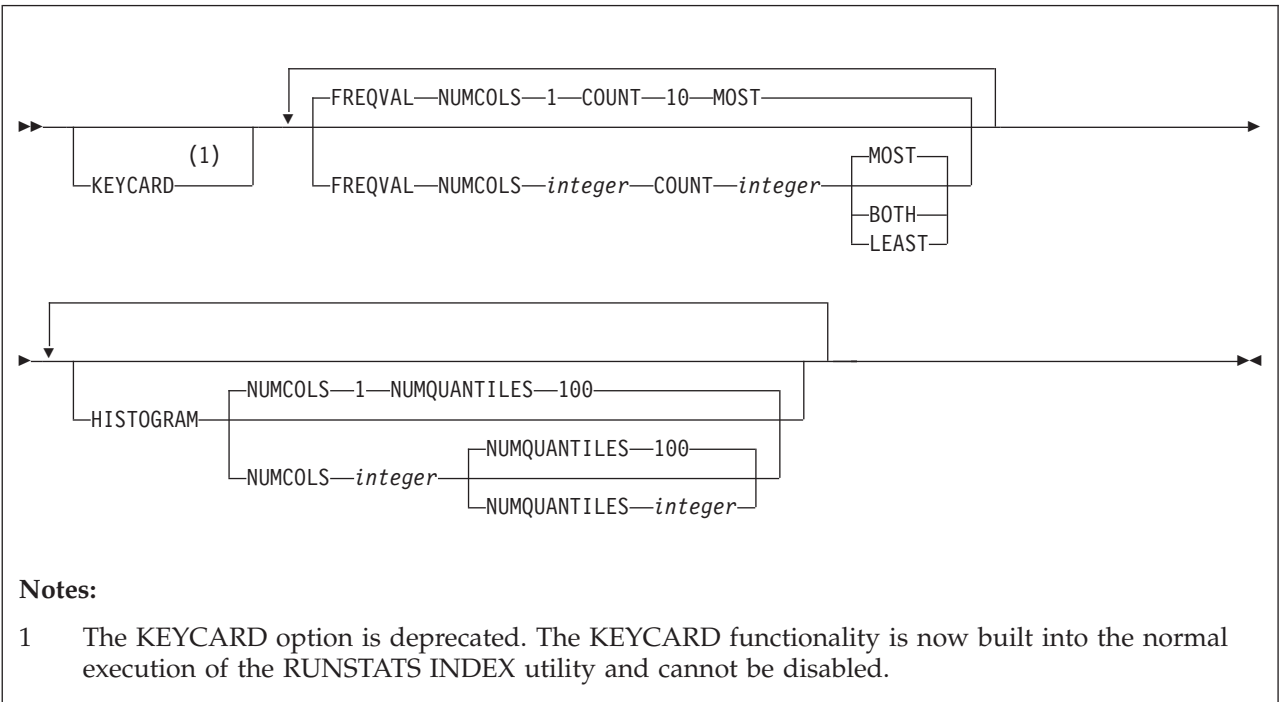 FREQVAL NUMCOLS 1 COUNT 10 MOST
(1)
KEYCARD
MOST
FREQVAL NUMCOLS integer COUNT integer
BOTH
LEAST
NUMCOLS 1 NUMQUANTILES 100
HISTOGRAM
NUMQUANTILES 100
NUMCOLS integer
NUMQUANTILES integer
Notes:
1 The KEYCARD option is deprecated. The KEYCARD functionality is now built into the normal
execution of the RUNSTATS INDEX utility and cannot be disabled.